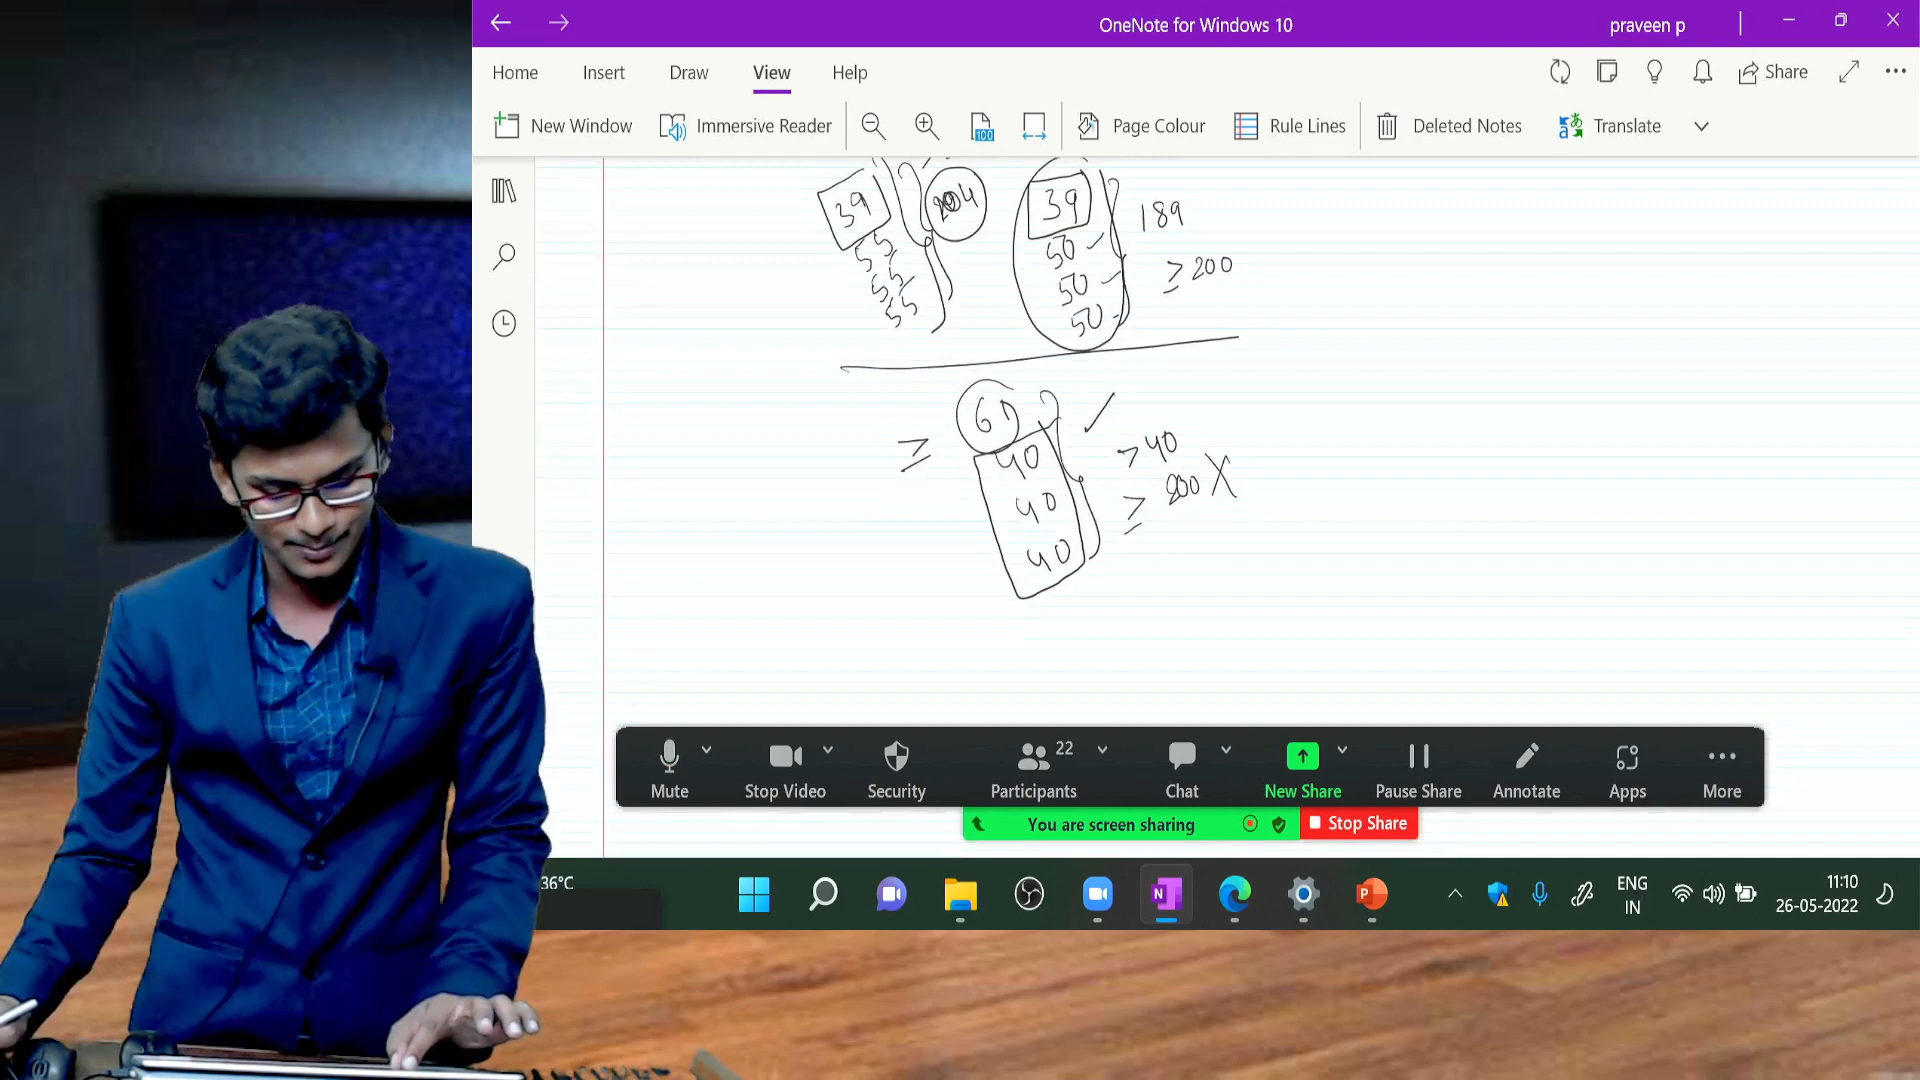 OneNote for Windows 10
praveen p
Home Insert Draw View Help
Share
New Window Immersive Reader
100
Page Colour Rule Lines Deleted Notes Translate
39
55
55
55
39
50
50
50
189
≥ 200
≥
60
40
40
40
> 40
≥ 200 X
22
Mute Stop Video Security Participants Chat New Share Pause Share Annotate Apps More
You are screen sharing
Stop Share
36°C
ENG
IN
11:10
26-05-2022